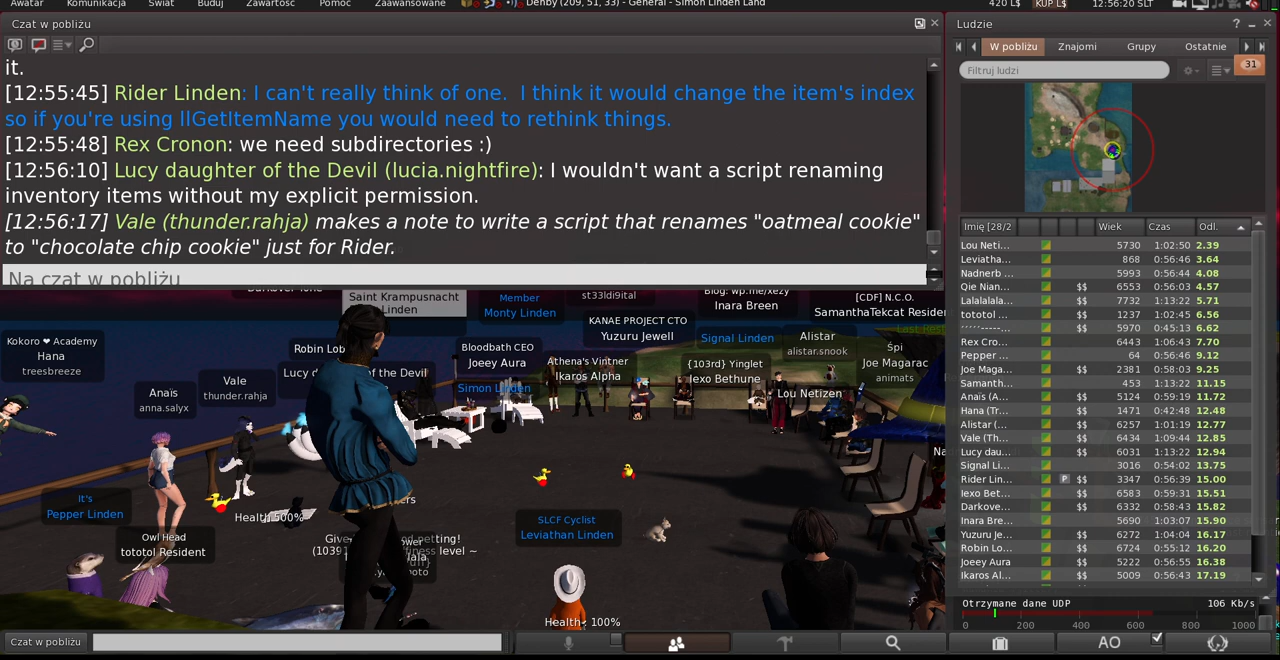 Awatar Komunikacja Świat Buduj Zawartość Pomoc Zaawansowane Denby (209, 51, 33) - General - Simon Linden Land 420 L$ KUP L$ 12:56:20 SLT
Czat w pobliżu
it.
[12:55:45] Rider Linden: I can't really think of one. I think it would change the item's index
so if you're using llGetItemName you would need to rethink things.
[12:55:48] Rex Cronon: we need subdirectories :)
[12:56:10] Lucy daughter of the Devil (lucia.nightfire): I wouldn't want a script renaming
inventory items without my explicit permission.
[12:56:17] Vale (thunder.rahja) makes a note to write a script that renames "oatmeal cookie"
to "chocolate chip cookie" just for Rider.
Na czat w pobliżu
Saint Krampusnacht
Linden
Member
Monty Linden
st33ldi9ital
Blog: wp.me/xezy
Inara Breen
[CDF] N.C.O.
SamanthaTekcat Resider
KANAE PROJECT CTO
Yuzuru Jewell
Signal Linden
Last Rest
Kokoro ❤ Academy
Hana
treesbreeze
Robin Lob
Bloodbath CEO
Joeey Aura
Alistar
alistar.snook
Śpi
Joe Magarac
animats
Athena's Vintner
Ikaros Alpha
{103rd} Yinglet
Iexo Bethune
Anaïs
anna.salyx
Vale
thunder.rahja
Lucy d of the Devil
Simon Linden
Lou Netizen
Na
It's
Pepper Linden
Health 500%
Owl Head
tototol Resident
SLCF Cyclist
Leviathan Linden
Health: 100%
Czat w pobliżu
Ludzie
W pobliżu Znajomi Grupy Ostatnie
Filtruj ludzi
31
Imię [28/2 Wiek Czas Odl.
Lou Neti... 5730 1:02:50 2.39
Leviatha... 868 0:56:46 3.64
Nadnerb ... 5993 0:56:44 4.08
Qie Nian... $$ 6553 0:56:03 4.57
Lalalalala... $$ 7732 1:13:22 5.71
tototol ... $$ 1237 1:02:45 6.56
$$ 5970 0:45:13 6.62
Rex Cro... 6443 1:06:43 7.70
Pepper ... 64 0:56:46 9.12
Joe Maga... $$ 2381 0:58:03 9.25
Samanth... 453 1:13:22 11.15
Anaïs (A... $$ 5124 0:59:19 11.72
Hana (Tr... $$ 1471 0:42:48 12.48
Alistar (... $$ 6257 1:01:19 12.77
Vale (Th... $$ 6434 1:09:44 12.85
Lucy dau... $$ 6031 1:13:22 12.94
Signal Li... 3016 0:54:02 13.75
Rider Lin... P $$ 3347 0:56:39 15.00
Iexo Bet... $$ 6583 0:59:31 15.51
Darkove... $$ 6332 0:58:43 15.82
Inara Bre... 5690 1:03:07 15.90
Yuzuru Je... $$ 6272 1:04:04 16.17
Robin Lo... $$ 6724 0:55:12 16.20
Joeey Aura $$ 5222 0:56:55 16.38
Ikaros Al... $$ 5009 0:56:43 17.19
Otrzymane dane UDP 106 Kb/s
0 200 400 600 800 1000
AO